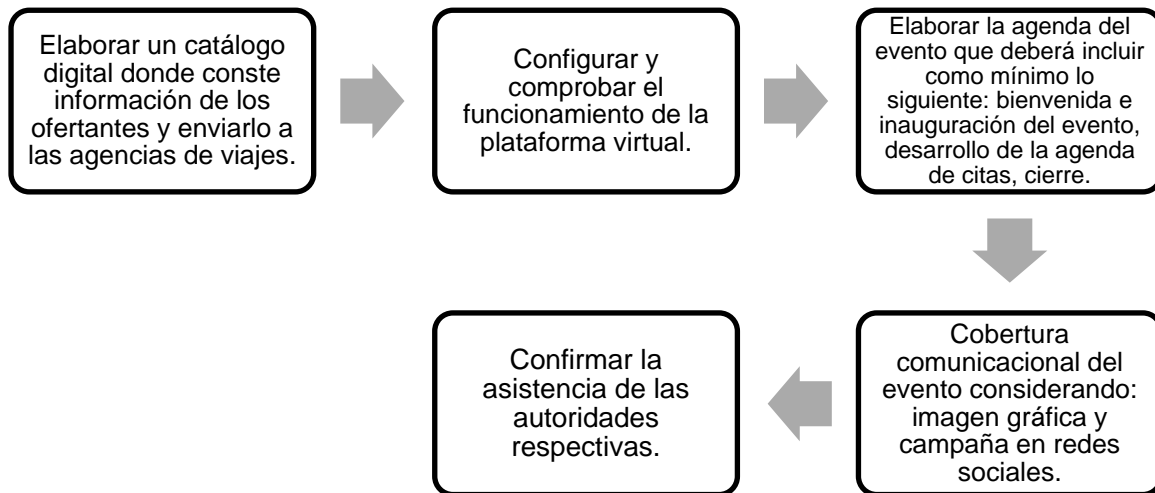 Elaborar un catálogo
digital donde conste
información de los
ofertantes y enviarlo a
las agencias de viajes.
Configurar y
comprobar el
funcionamiento de la
plataforma virtual.
Elaborar la agenda del
evento que deberá incluir
como mínimo lo
siguiente: bienvenida e
inauguración del evento,
desarrollo de la agenda
de citas, cierre.
Cobertura
comunicacional del
evento considerando:
imagen gráfica y
campaña en redes
sociales.
Confirmar la
asistencia de las
autoridades
respectivas.